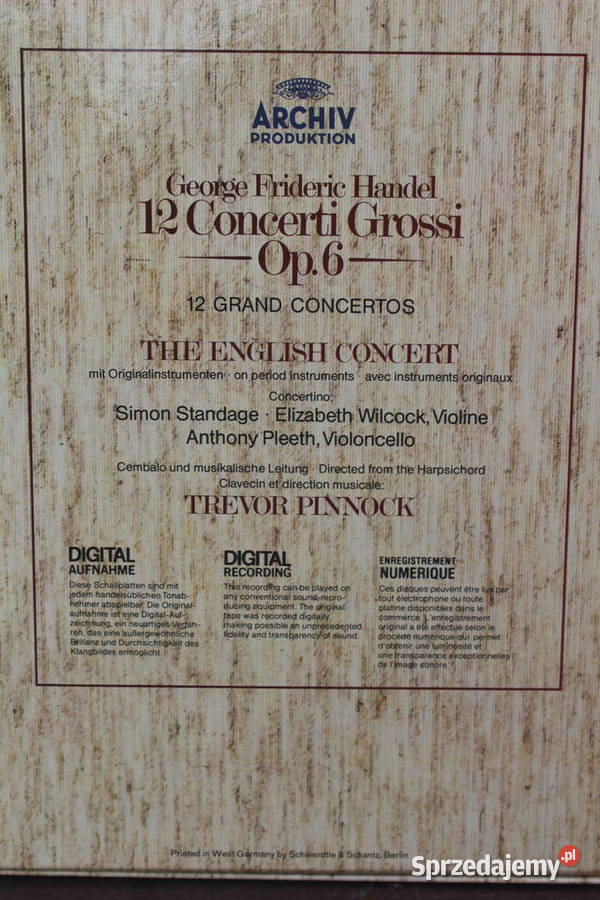 ARCHIV
PRODUKTION
George Frideric Handel
12 Concerti Grossi
Op. 6
12 GRAND CONCERTOS
THE ENGLISH CONCERT
mit Originalinstrumenten · on period instruments · avec instruments originaux
Concertino:
Simon Standage · Elizabeth Wilcock, Violine
Anthony Pleeth, Violoncello
Cembalo und musikalische Leitung · Directed from the Harpsichord
Clavecin et direction musicale:
TREVOR PINNOCK
DIGITAL
AUFNAHME
Diese Schallplatten sind mit
jedem handelsüblichen Tonab-
nehmer abspielbar. Die Original-
aufnahme ist eine Digital-Auf-
zeichnung, ein neuartiges Verfah-
ren, das eine außergewöhnliche
Brillanz und Durchsichtigkeit des
Klangbildes ermöglicht.
DIGITAL
RECORDING
This recording can be played on
any conventional sound-repro-
ducing equipment. The original
tape was recorded digitally,
making possible an unprecedented
fidelity and transparency of sound.
ENREGISTREMENT
NUMERIQUE
Ces disques peuvent être lus par
tout électrophone ou toute
platine disponibles dans le
commerce. L'enregistrement
original a été effectué selon le
procédé numérique qui permet
d'obtenir une luminosité et
une transparence exceptionnelles
de l'image sonore.
Printed in West Germany by Schwerdtle & Schantz, Berlin
Sprzedajemy.pl